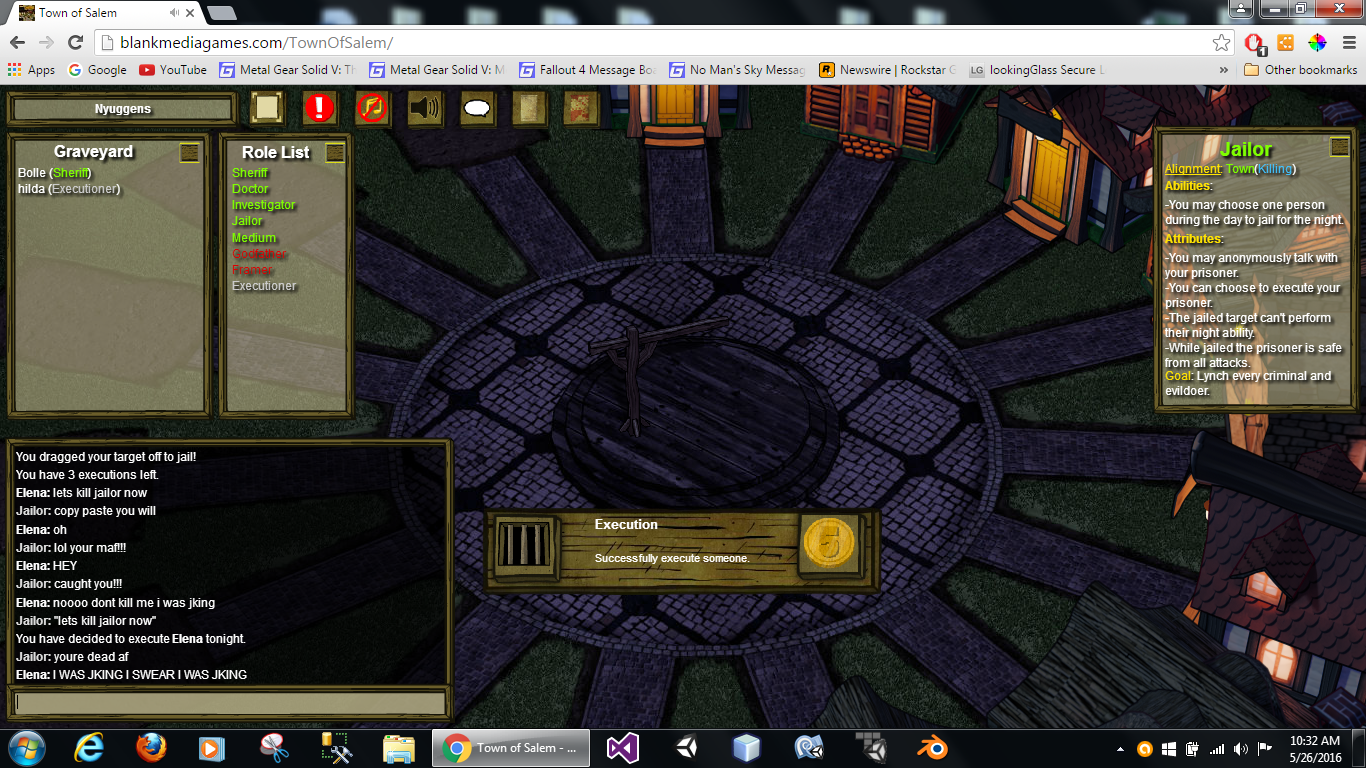 Town of Salem
blankmediagames.com/TownOfSalem/
Apps Google YouTube Metal Gear Solid V: Th Metal Gear Solid V: M Fallout 4 Message Boa No Man's Sky Messag Newswire | Rockstar G lookingGlass Secure L » Other bookmarks
Nyuggens
Graveyard
Bolle (Sheriff)
hilda (Executioner)
Role List
Sheriff
Doctor
Investigator
Jailor
Medium
Godfather
Framer
Executioner
Jailor
Alignment: Town(Killing)
Abilities:
-You may choose one person
during the day to jail for the night.
Attributes:
-You may anonymously talk with
your prisoner.
-You can choose to execute your
prisoner.
-The jailed target can't perform
their night ability.
-While jailed the prisoner is safe
from all attacks.
Goal: Lynch every criminal and
evildoer.
You dragged your target off to jail!
You have 3 executions left.
Elena: lets kill jailor now
Jailor: copy paste you will
Elena: oh
Jailor: lol your maf!!!
Elena: HEY
Jailor: caught you!!!
Elena: noooo dont kill me i was jking
Jailor: "lets kill jailor now"
You have decided to execute Elena tonight.
Jailor: youre dead af
Elena: I WAS JKING I SWEAR I WAS JKING
Execution
Successfully execute someone.
5
Town of Salem - ...
10:32 AM
5/26/2016